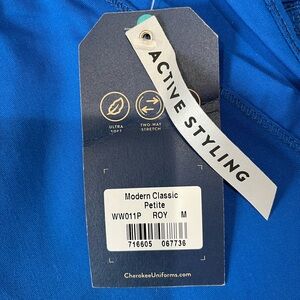 ACTIVE STYLING
ULTRA
SOFT
TWO-WAY
STRETCH
Modern Classic
Petite
WW011P ROY M
716605 067736
CherokeeUniforms.com